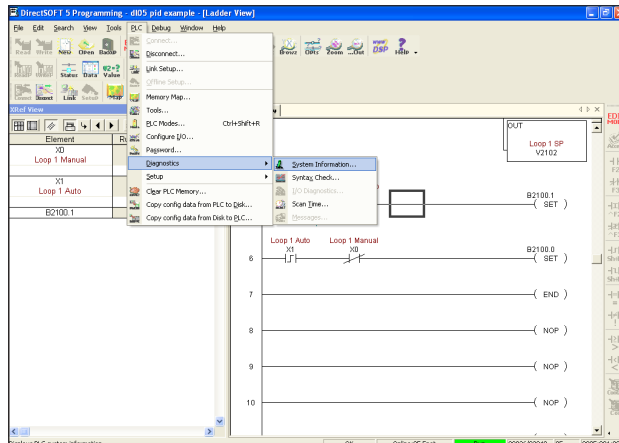 DirectSOFT 5 Programming - dl05 pid example - [Ladder View]
File Edit Search View Tools PLC Debug Window Help
Read Write New Open Backup Browz Opts Zoom DSP Help
Status Data Value
Link Map
Connect...
Disconnect...
Link Setup...
Offline Setup...
Memory Map...
Tools...
PLC Modes... Ctrl+Shift+R
Configure I/O...
Password...
Diagnostics
Setup
Clear PLC Memory...
Copy config data from PLC to Disk...
Copy config data from Disk to PLC...
System Information...
Syntax Check...
I/O Diagnostics...
Scan Time...
Messages...
XRef View
Element
X0
Loop 1 Manual
X1
Loop 1 Auto
B2100.1
OUT
Loop 1 SP
V2102
B2100.1
( SET )
Loop 1 Auto Loop 1 Manual
X1 X0 B2100.0
6 ( SET )
7 ( END )
8 ( NOP )
9 ( NOP )
10 ( NOP )